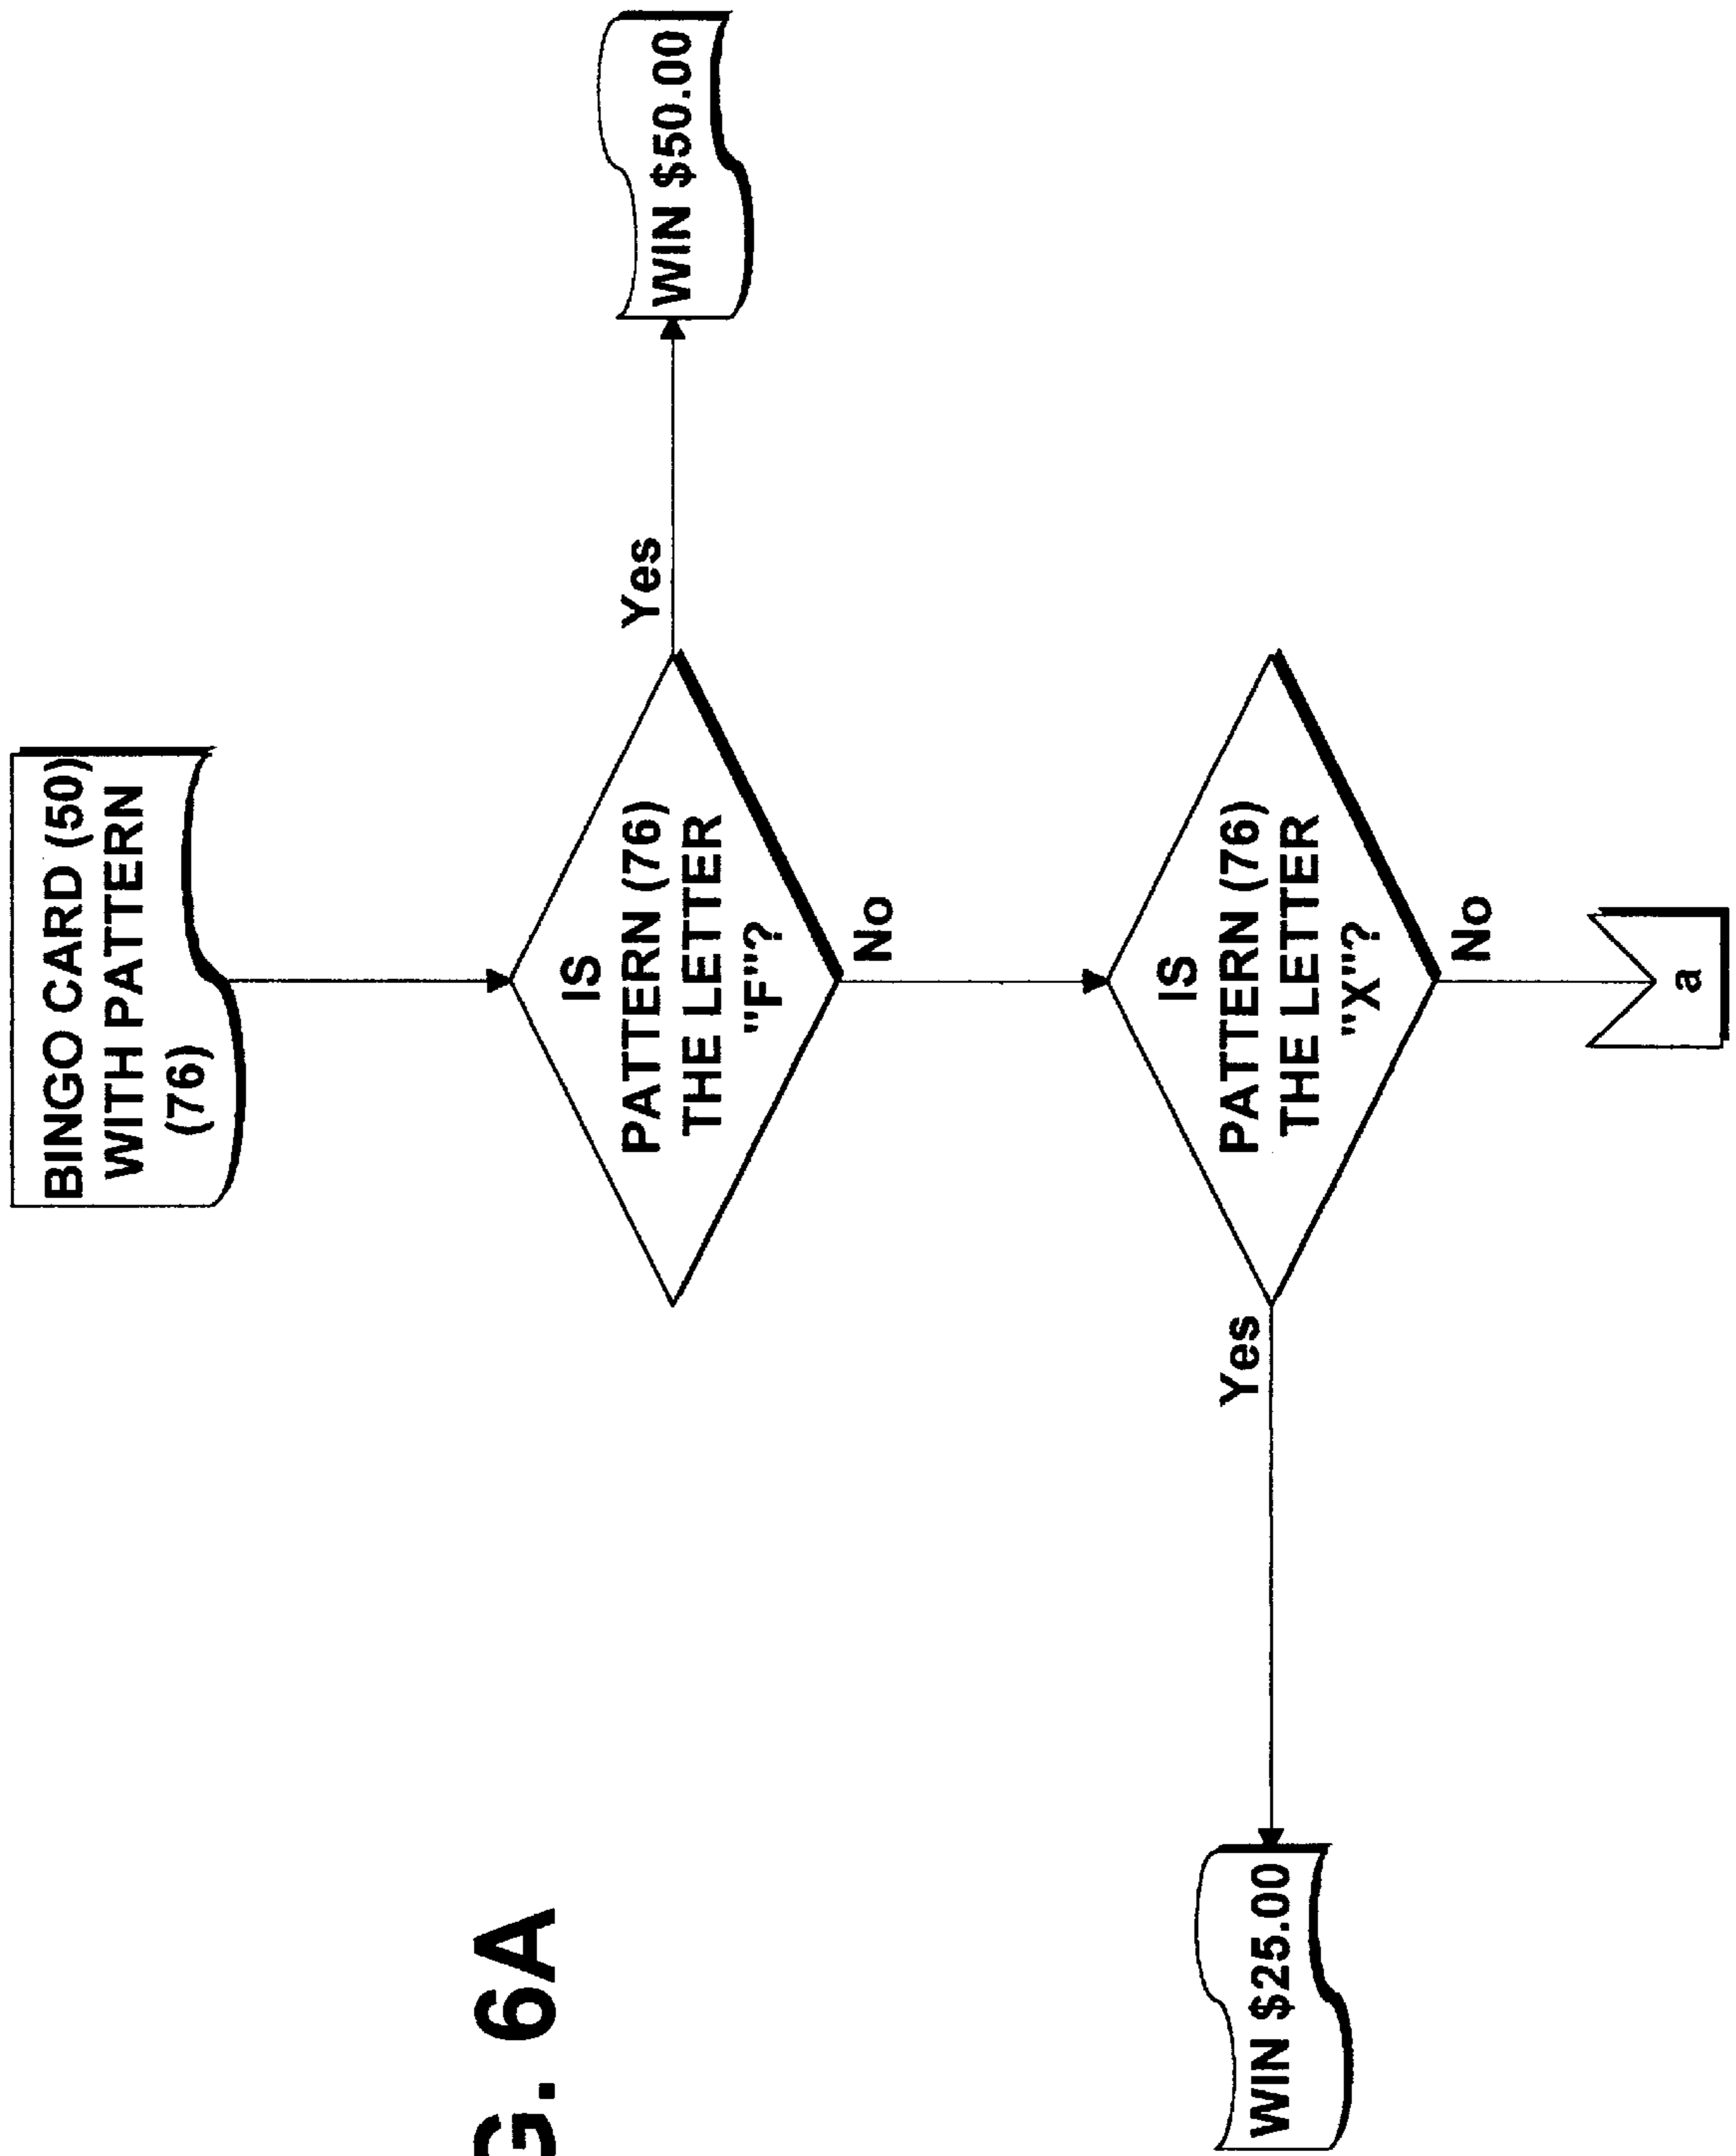 BINGO CARD (50)
WITH PATTERN
(76)
IS
PATTERN (76)
THE LETTER
"F"?
Yes
WIN $50.00
No
IS
PATTERN (76)
THE LETTER
"X"?
Yes
WIN $25.00
No
a
G. 6A